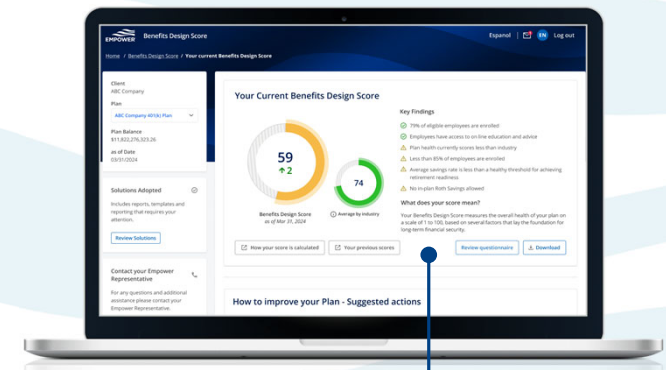 EMPOWER
Benefits Design Score
Espanol
EN
Log out
Home / Benefits Design Score / Your current Benefits Design Score
Client
ABC Company
Plan
ABC Company 401(k) Plan
Plan Balance
$11,822,276,323.26
as of Date
03/31/2024
Solutions Adopted
Includes reports, templates and
reporting that requires your
attention.
Review Solutions
Contact your Empower
Representative
For any questions and additional
assistance please contact your
Empower Representative.
Your Current Benefits Design Score
59
↑2
Benefits Design Score
as of Mar 31, 2024
74
Average by industry
Key Findings
79% of eligible employees are enrolled
Employees have access to on-line education and advice
Plan health currently scores less than industry
Less than 85% of employees are enrolled
Average savings rate is less than a healthy threshold for achieving
retirement readiness
No in-plan Roth Savings allowed
What does your score mean?
Your Benefits Design Score measures the overall health of your plan on
a scale of 1 to 100, based on several factors that lay the foundation for
long-term financial security.
How your score is calculated
Your previous scores
Review questionnaire
Download
How to improve your Plan - Suggested actions